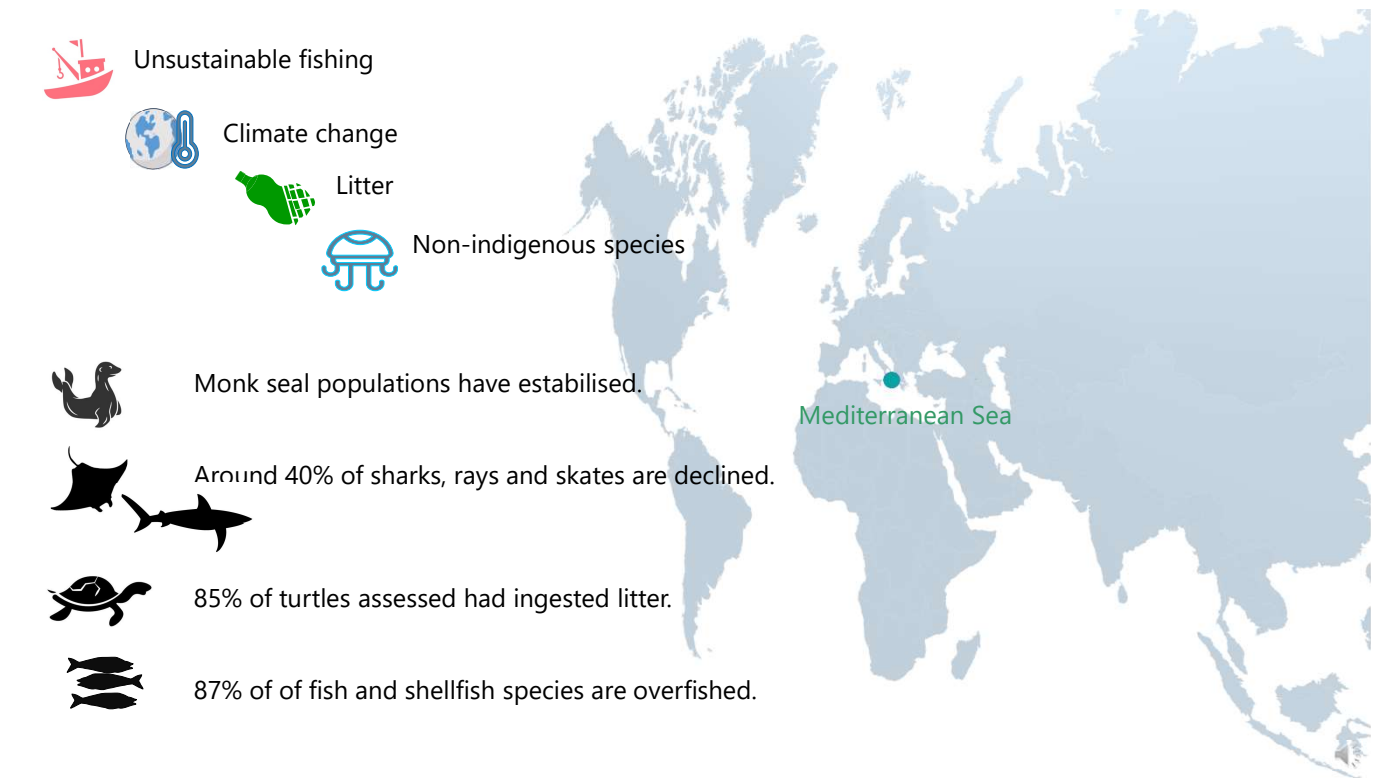 Unsustainable fishing
Climate change
Litter
Non-indigenous species
Monk seal populations have estabilised.
Mediterranean Sea
Around 40% of sharks, rays and skates are declined.
85% of turtles assessed had ingested litter.
87% of of fish and shellfish species are overfished.